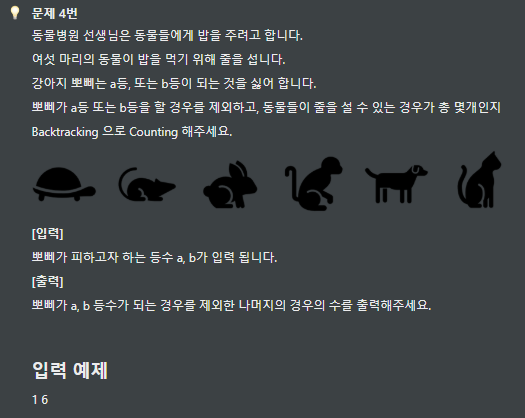 문제 4번
동물병원 선생님은 동물들에게 밥을 주려고 합니다.
여섯 마리의 동물이 밥을 먹기 위해 줄을 섭니다.
강아지 뽀삐는 a등, 또는 b등이 되는 것을 싫어 합니다.
뽀삐가 a등 또는 b등을 할 경우를 제외하고, 동물들이 줄을 설 수 있는 경우가 총 몇개인지
Backtracking 으로 Counting 해주세요.
[입력]
뽀삐가 피하고자 하는 등수 a, b가 입력 됩니다.
[출력]
뽀삐가 a, b 등수가 되는 경우를 제외한 나머지의 경우의 수를 출력해주세요.
입력 예제
1 6